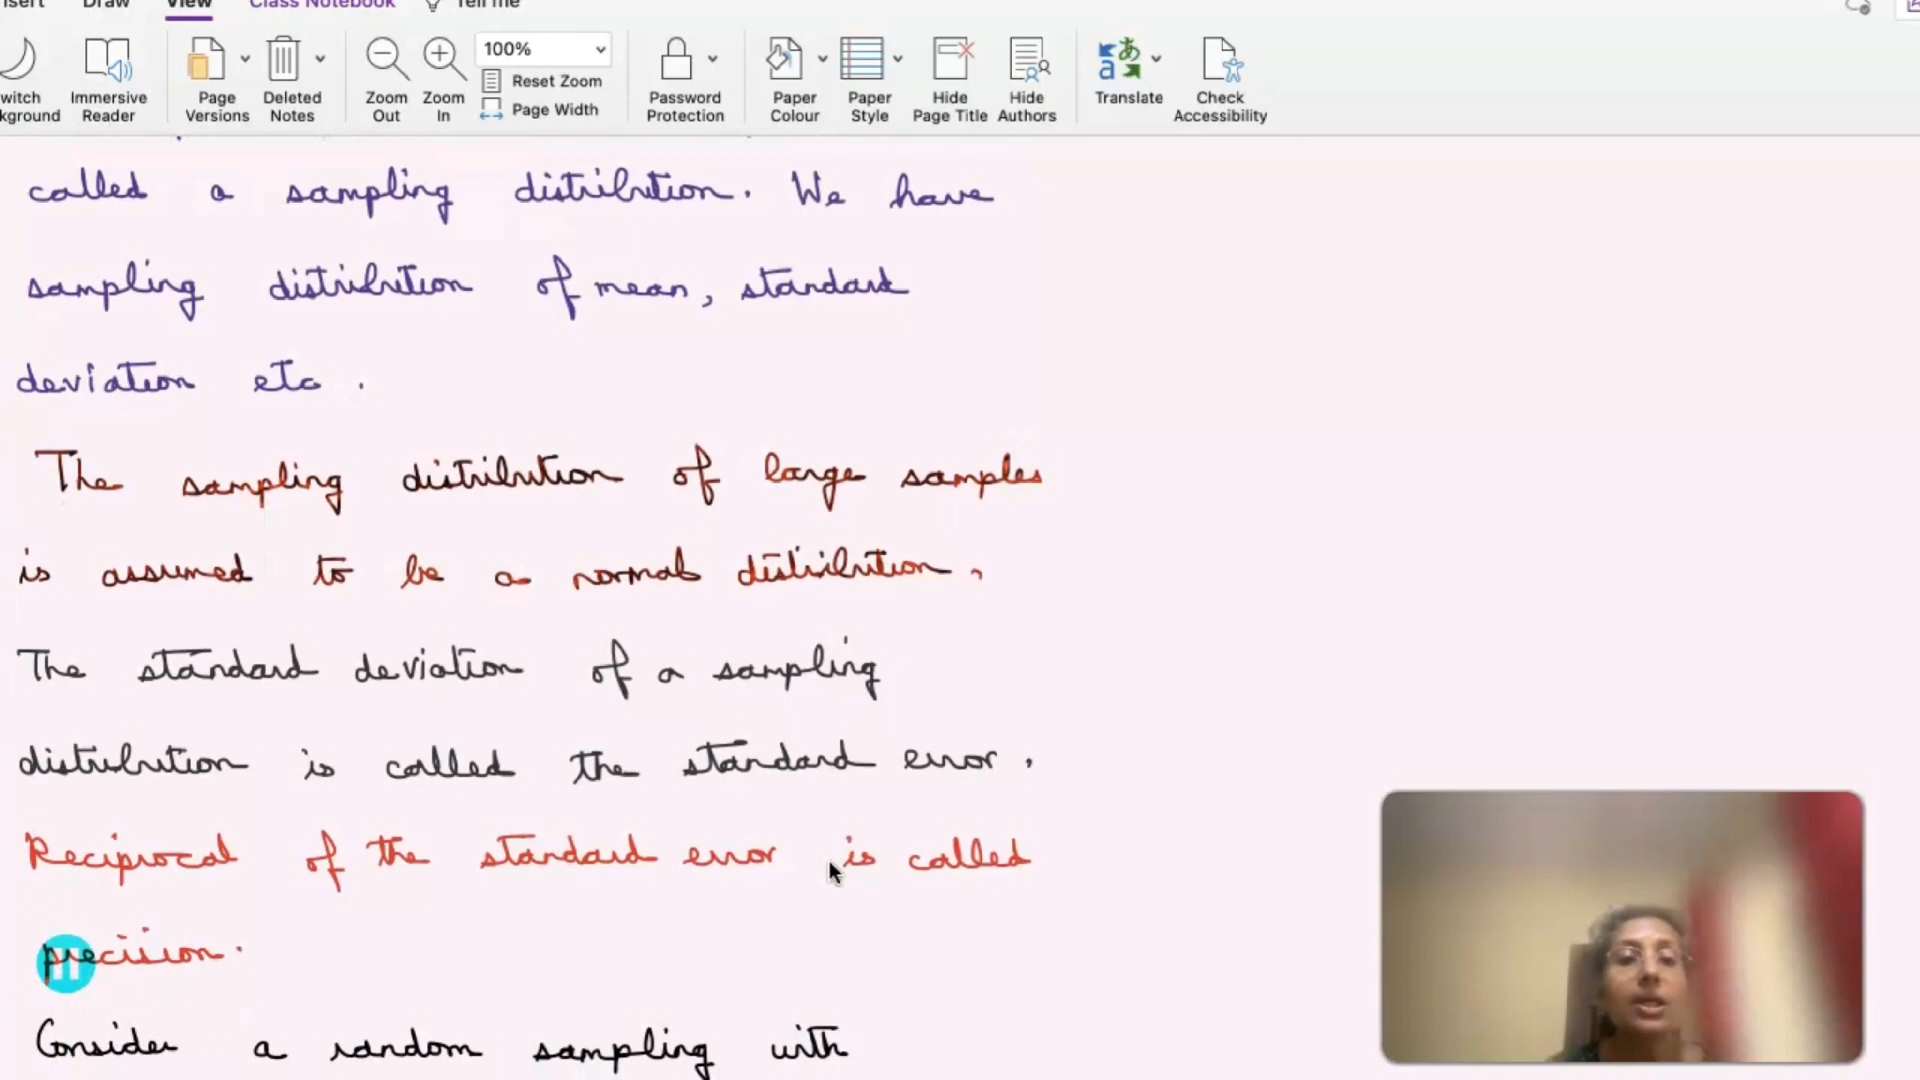 nsert Draw View Class Notebook Tell me
100%
Reset Zoom
Page Width
witch kground
Immersive Reader
Page Versions
Deleted Notes
Zoom Out
Zoom In
Password Protection
Paper Colour
Paper Style
Hide Page Title
Hide Authors
Translate
Check Accessibility
called a sampling distribution. We have
sampling distribution of mean, standard
deviation etc.
The sampling distribution of large samples
is assumed to be a normal distribution.
The standard deviation of a sampling
distribution is called the standard error.
Reciprocal of the standard error is called
precision.
Consider a random sampling with